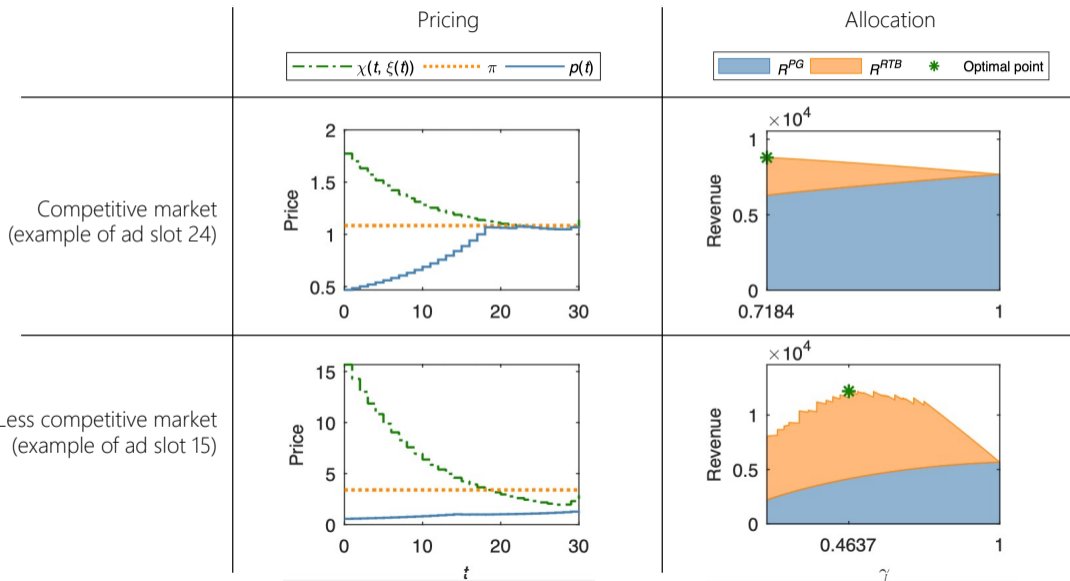 Pricing
Allocation
χ(t, ξ(t)) π p(t)
R^PG R^RTB Optimal point
Competitive market
(example of ad slot 24)
Price
2
1.5
1
0.5
0 10 20 30
Revenue
×10^4
1
0.5
0
0.7184 1
Less competitive market
(example of ad slot 15)
Price
15
10
5
0
0 10 20 30
t
Revenue
×10^4
1
0.5
0
0.4637 1
γ